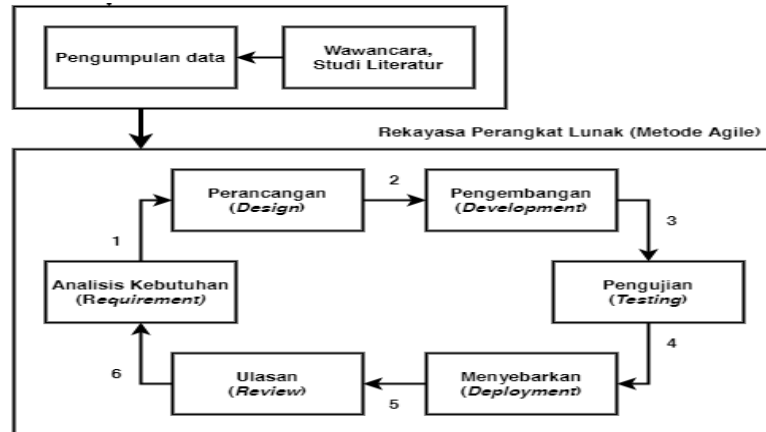 Pengumpulan data
Wawancara,
Studi Literatur
Rekayasa Perangkat Lunak (Metode Agile)
Perancangan
(Design)
2
Pengembangan
(Development)
1
3
Analisis Kebutuhan
(Requirement)
Pengujian
(Testing)
6
4
Ulasan
(Review)
5
Menyebarkan
(Deployment)